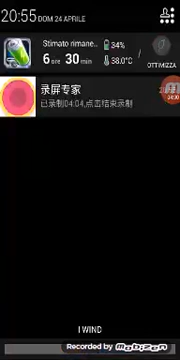 20:55 DOM 24 APRILE
Stimato rimane.. 34%
6 ore 30 min 38.0°C
OTTIMIZZA
录屏专家
已录制04:04,点击结束录制
I WIND
Recorded by Mobizen